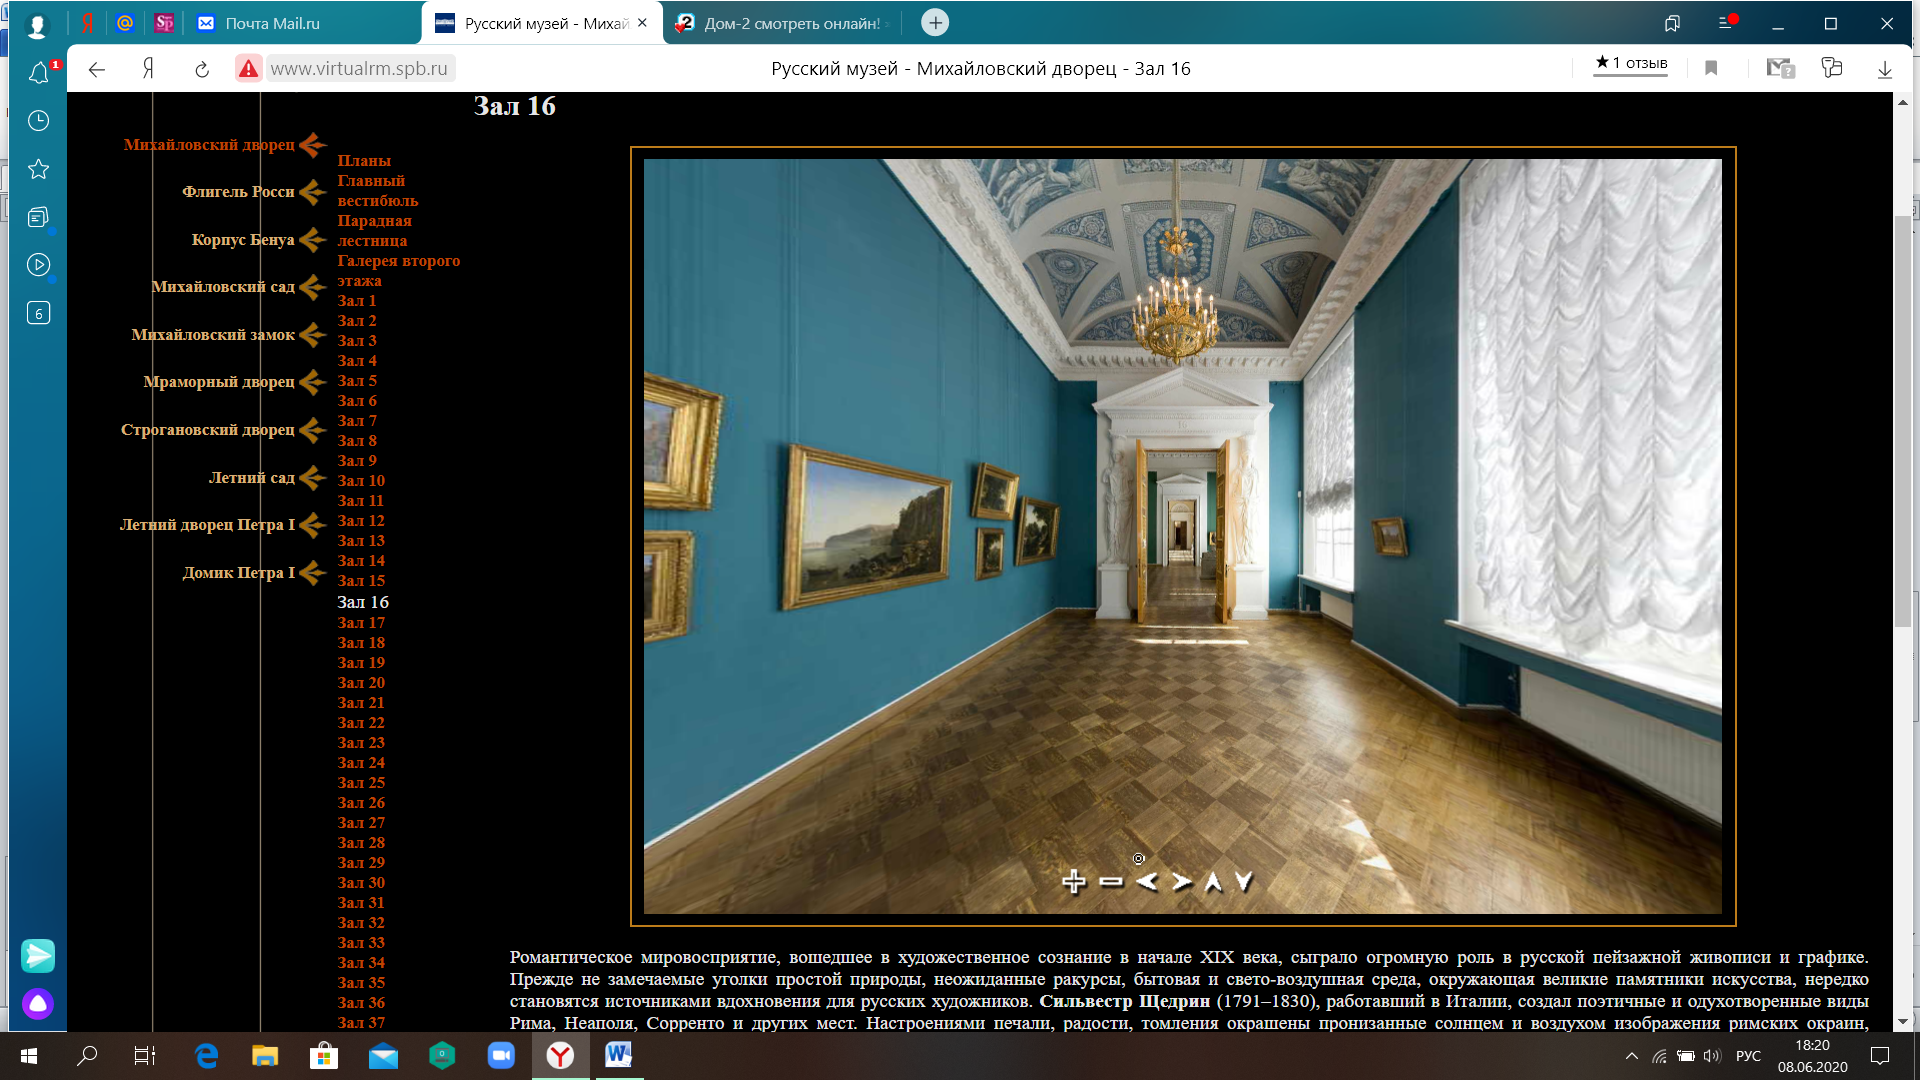 Почта Mail.ru
Русский музей - Михай
Дом-2 смотреть онлайн!
1
www.virtualrm.spb.ru
Русский музей - Михайловский дворец - Зал 16
★1 отзыв
6
Зал 16
Михайловский дворец
Флигель Росси
Корпус Бенуа
Михайловский сад
Михайловский замок
Мраморный дворец
Строгановский дворец
Летний сад
Летний дворец Петра I
Домик Петра I
Планы
Главный
вестибюль
Парадная
лестница
Галерея второго
этажа
Зал 1
Зал 2
Зал 3
Зал 4
Зал 5
Зал 6
Зал 7
Зал 8
Зал 9
Зал 10
Зал 11
Зал 12
Зал 13
Зал 14
Зал 15
Зал 16
Зал 17
Зал 18
Зал 19
Зал 20
Зал 21
Зал 22
Зал 23
Зал 24
Зал 25
Зал 26
Зал 27
Зал 28
Зал 29
Зал 30
Зал 31
Зал 32
Зал 33
Зал 34
Зал 35
Зал 36
Зал 37
Романтическое мировосприятие, вошедшее в художественное сознание в начале XIX века, сыграло огромную роль в русской пейзажной живописи и графике.
Прежде не замечаемые уголки простой природы, неожиданные ракурсы, бытовая и свето-воздушная среда, окружающая великие памятники искусства, нередко
становятся источниками вдохновения для русских художников. Сильвестр Щедрин (1791–1830), работавший в Италии, создал поэтичные и одухотворенные виды
Рима, Неаполя, Сорренто и других мест. Настроениями печали, радости, томления окрашены пронизанные солнцем и воздухом изображения римских окраин,
РУС
18:20
08.06.2020